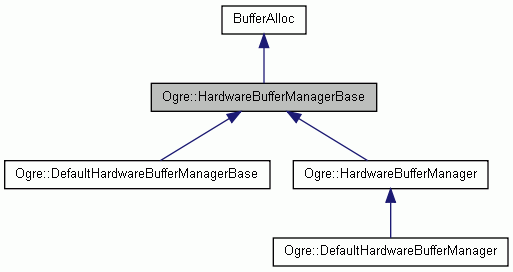 BufferAlloc
Ogre::HardwareBufferManagerBase
Ogre::DefaultHardwareBufferManagerBase
Ogre::HardwareBufferManager
Ogre::DefaultHardwareBufferManager